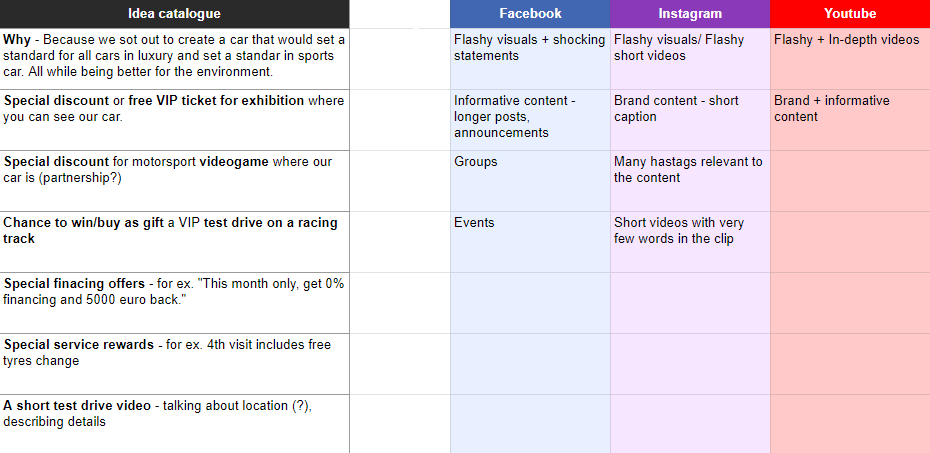 Idea catalogue
Facebook
Instagram
Youtube
Why - Because we sot out to create a car that would set a
standard for all cars in luxury and set a standar in sports
car. All while being better for the environment.
Flashy visuals + shocking
statements
Flashy visuals/ Flashy
short videos
Flashy + In-depth videos
Special discount or free VIP ticket for exhibition where
you can see our car.
Informative content -
longer posts,
announcements
Brand content - short
caption
Brand + informative
content
Special discount for motorsport videogame where our
car is (partnership?)
Groups
Many hastags relevant to
the content
Chance to win/buy as gift a VIP test drive on a racing
track
Events
Short videos with very
few words in the clip
Special finacing offers - for ex. "This month only, get 0%
financing and 5000 euro back."
Special service rewards - for ex. 4th visit includes free
tyres change
A short test drive video - talking about location (?),
describing details